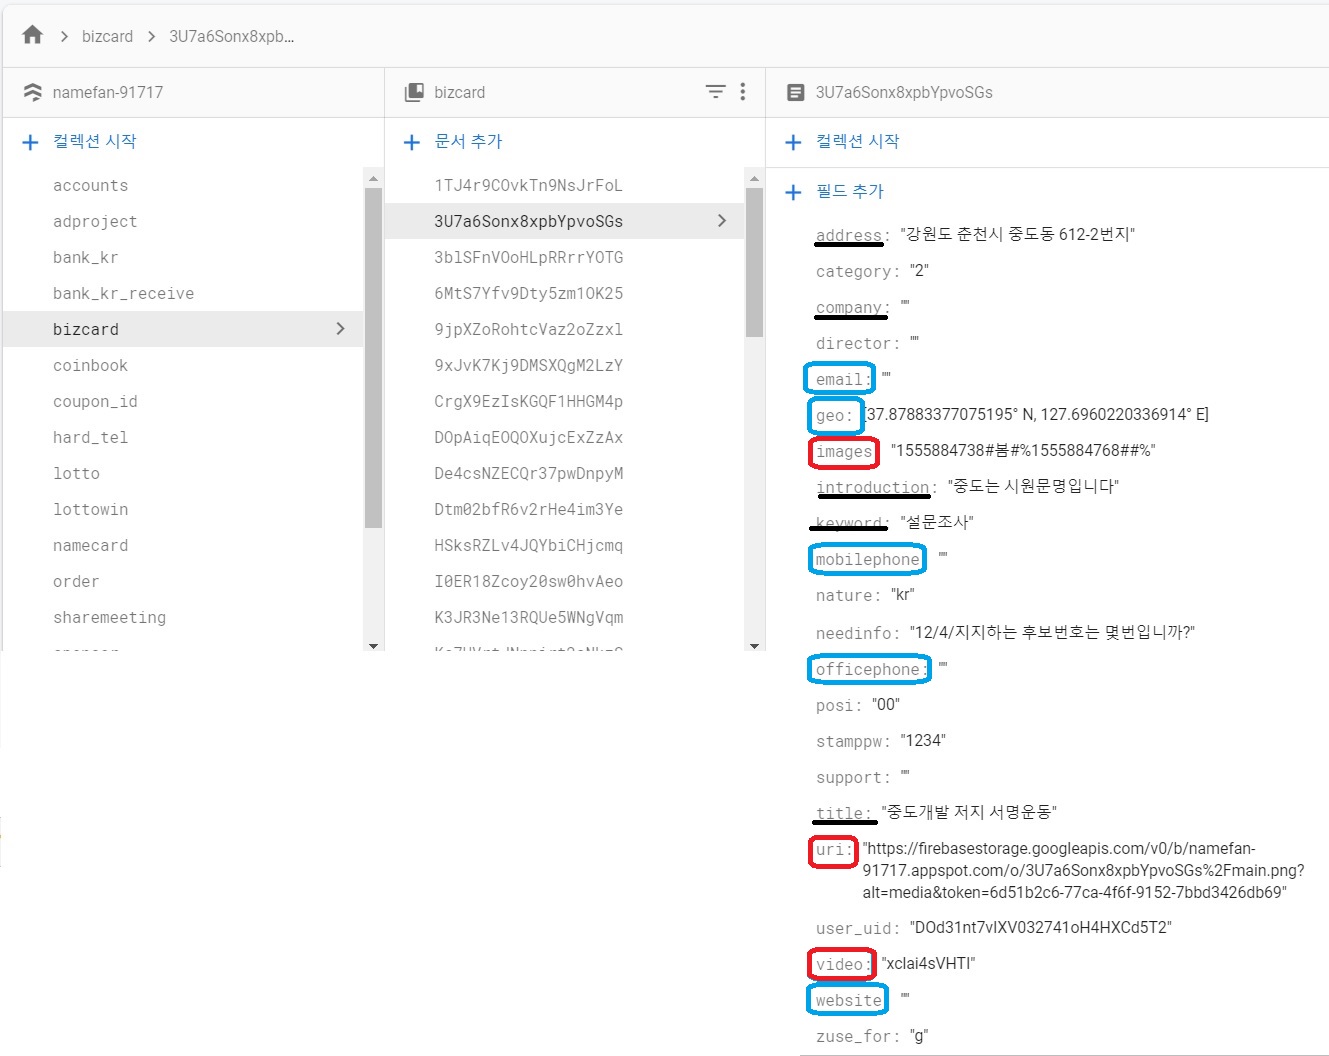 bizcard
3U7a6Sonx8xpb...
namefan-91717
컬렉션 시작
accounts
adproject
bank_kr
bank_kr_receive
bizcard
coinbook
coupon_id
hard_tel
lotto
lottowin
namecard
order
sharemeeting
bizcard
문서 추가
1TJ4r9COvkTn9NsJrFoL
3U7a6Sonx8xpbYpvoSGs
3blSFnVOoHLpRRrrYOTG
6MtS7Yfv9Dty5zm1OK25
9jpXZoRohtcVaz2oZzxl
9xJvK7Kj9DMSXQgM2LzY
CrgX9EzIsKGQF1HHGM4p
DOpAiqEOQOXujcExZzAx
De4csNZECQr37pwDnpyM
Dtm02bfR6v2rHe4im3Ye
HSksRZLv4JQYbiCHjcmq
I0ER18Zcoy20sw0hvAeo
K3JR3Ne13RQUe5WNgVqm
3U7a6Sonx8xpbYpvoSGs
컬렉션 시작
필드 추가
address: "강원도 춘천시 중도동 612-2번지"
category: "2"
company: ""
director: ""
email: ""
geo: [37.87883377075195° N, 127.6960220336914° E]
images "1555884738#봄#%1555884768##%"
introduction: "중도는 시원문명입니다"
keyword: "설문조사"
mobilephone ""
nature: "kr"
needinfo: "12/4/지지하는 후보번호는 몇번입니까?"
officephone: ""
posi: "00"
stamppw: "1234"
support: ""
title: "중도개발 저지 서명운동"
uri: "https://firebasestorage.googleapis.com/v0/b/namefan-
91717.appspot.com/o/3U7a6Sonx8xpbYpvoSGs%2Fmain.png?
alt=media&token=6d51b2c6-77ca-4f6f-9152-7bbd3426db69"
user_uid: "DOd31nt7vIXV032741oH4HXCd5T2"
video: "xcIai4sVHTI"
website ""
zuse_for: "g"